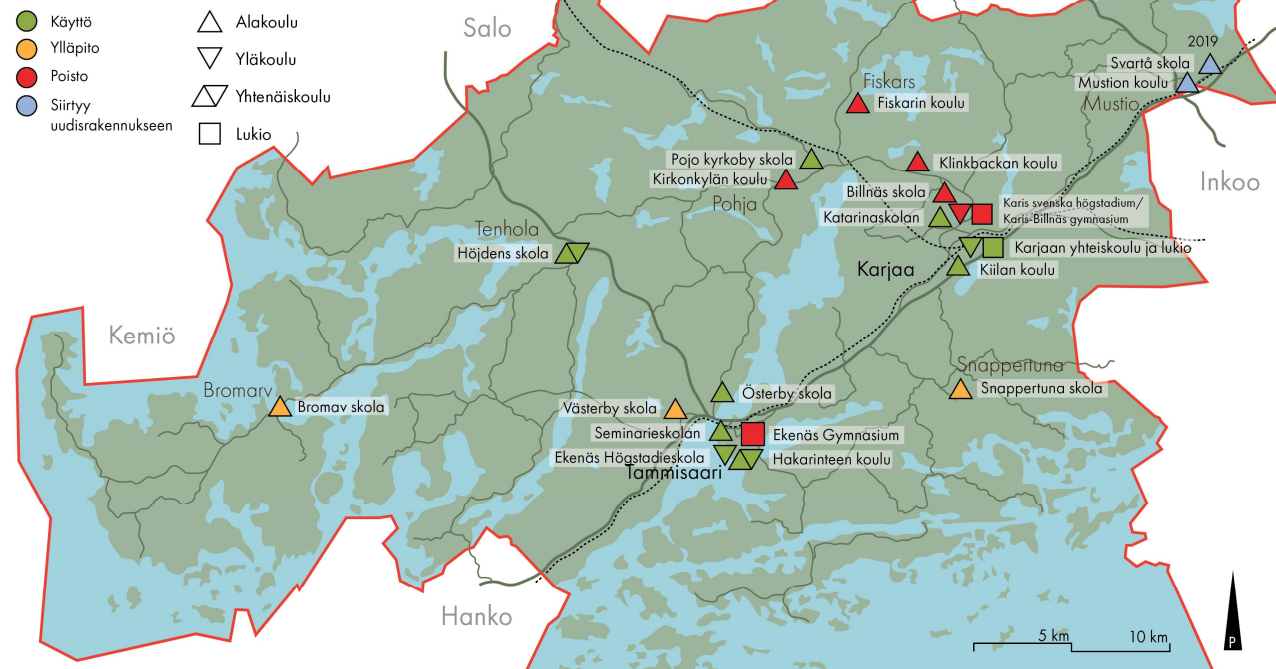 Käyttö
Ylläpito
Poisto
Siirtyy
uudisrakennukseen
Alakoulu
Yläkoulu
Yhtenäiskoulu
Lukio
Salo
2019
Svartå skola
Mustion koulu
Mustio
Fiskars
Fiskarin koulu
Pojo kyrkoby skola
Kirkonkylän koulu
Pohja
Klinkbackan koulu
Billnäs skola
Katarinaskolan
Karis svenska högstadium/
Karis-Billnäs gymnasium
Inkoo
Tenhola
Höjdens skola
Karjaan yhteiskoulu ja lukio
Karjaa
Kiilan koulu
Kemiö
Bromarv
Bromav skola
Snappertuna
Snappertuna skola
Österby skola
Västerby skola
Seminarieskolan
Ekenäs Gymnasium
Ekenäs Högstadieskola
Hakarinteen koulu
Tammisaari
Hanko
5 km
10 km
P